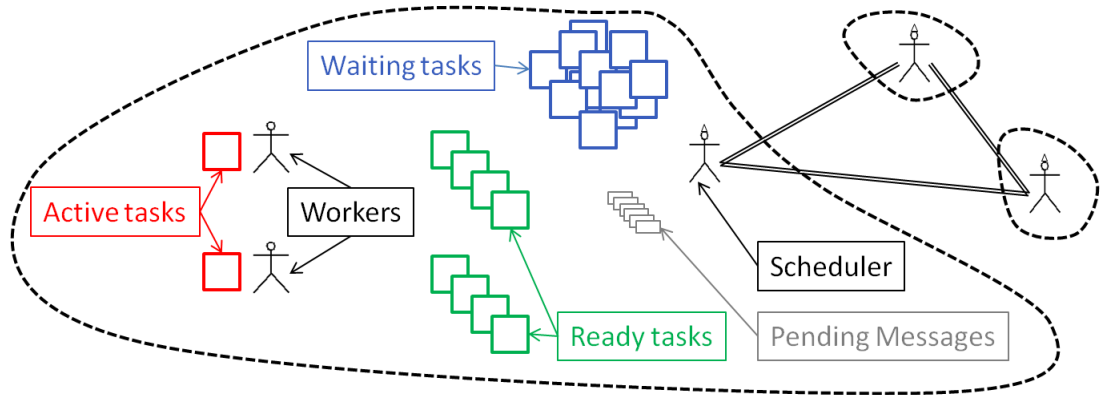 Waiting tasks
Active tasks
Workers
Scheduler
Ready tasks
Pending Messages